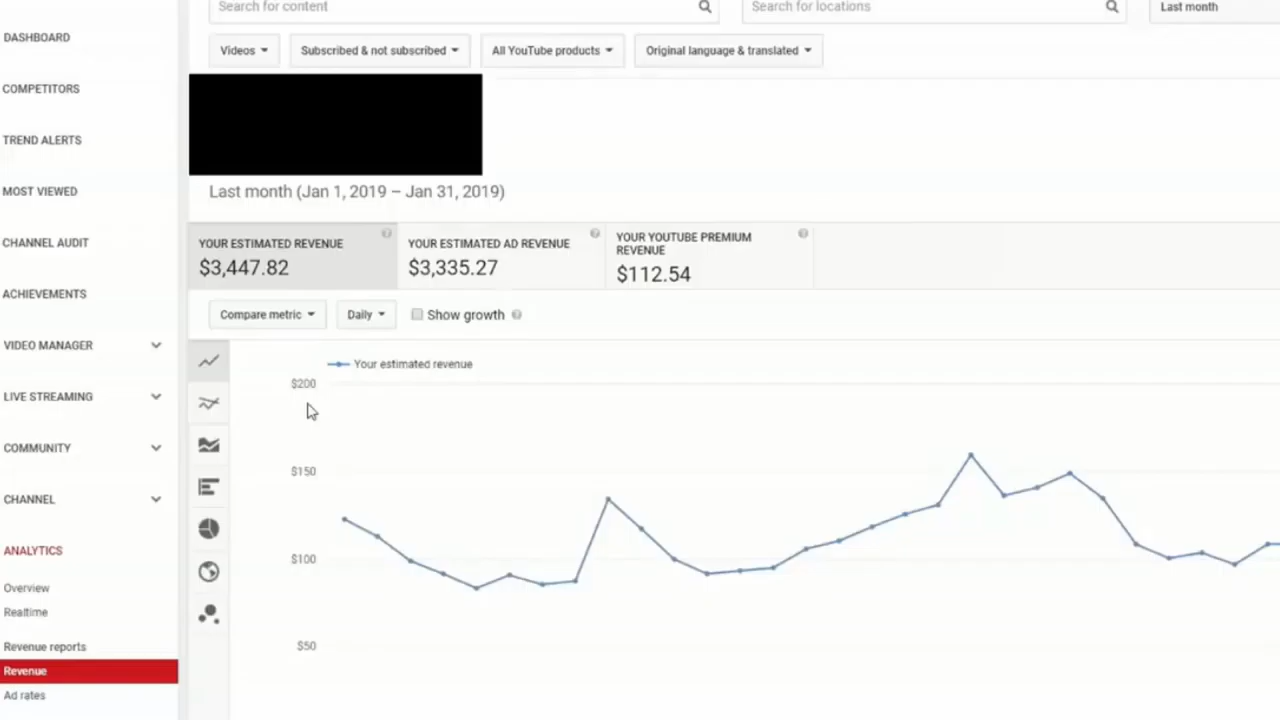 Search for content
Search for locations
Last month
Videos
Subscribed & not subscribed
All YouTube products
Original language & translated
Last month (Jan 1, 2019 – Jan 31, 2019)
YOUR ESTIMATED REVENUE
$3,447.82
YOUR ESTIMATED AD REVENUE
$3,335.27
YOUR YOUTUBE PREMIUM
REVENUE
$112.54
Compare metric
Daily
Show growth
Your estimated revenue
$200
$150
$100
$50
DASHBOARD
COMPETITORS
TREND ALERTS
MOST VIEWED
CHANNEL AUDIT
ACHIEVEMENTS
VIDEO MANAGER
LIVE STREAMING
COMMUNITY
CHANNEL
ANALYTICS
Overview
Realtime
Revenue reports
Revenue
Ad rates